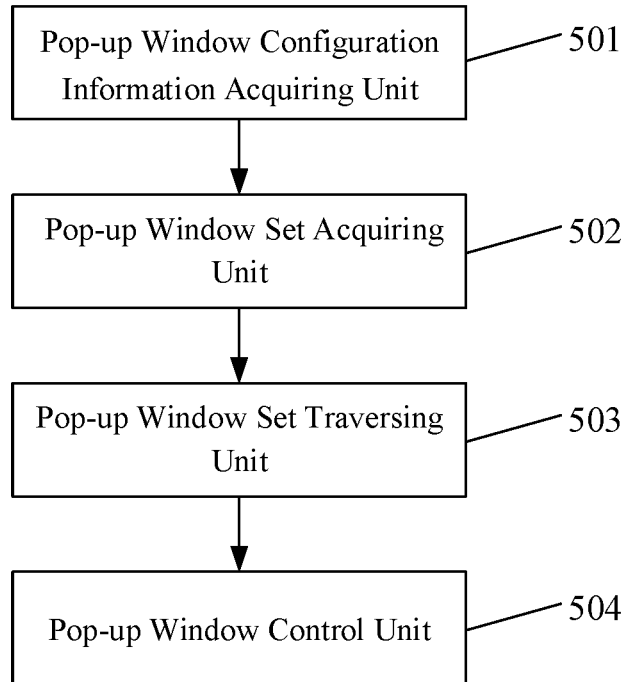 Pop-up Window Configuration
Information Acquiring Unit
501
Pop-up Window Set Acquiring
Unit
502
Pop-up Window Set Traversing
Unit
503
Pop-up Window Control Unit
504